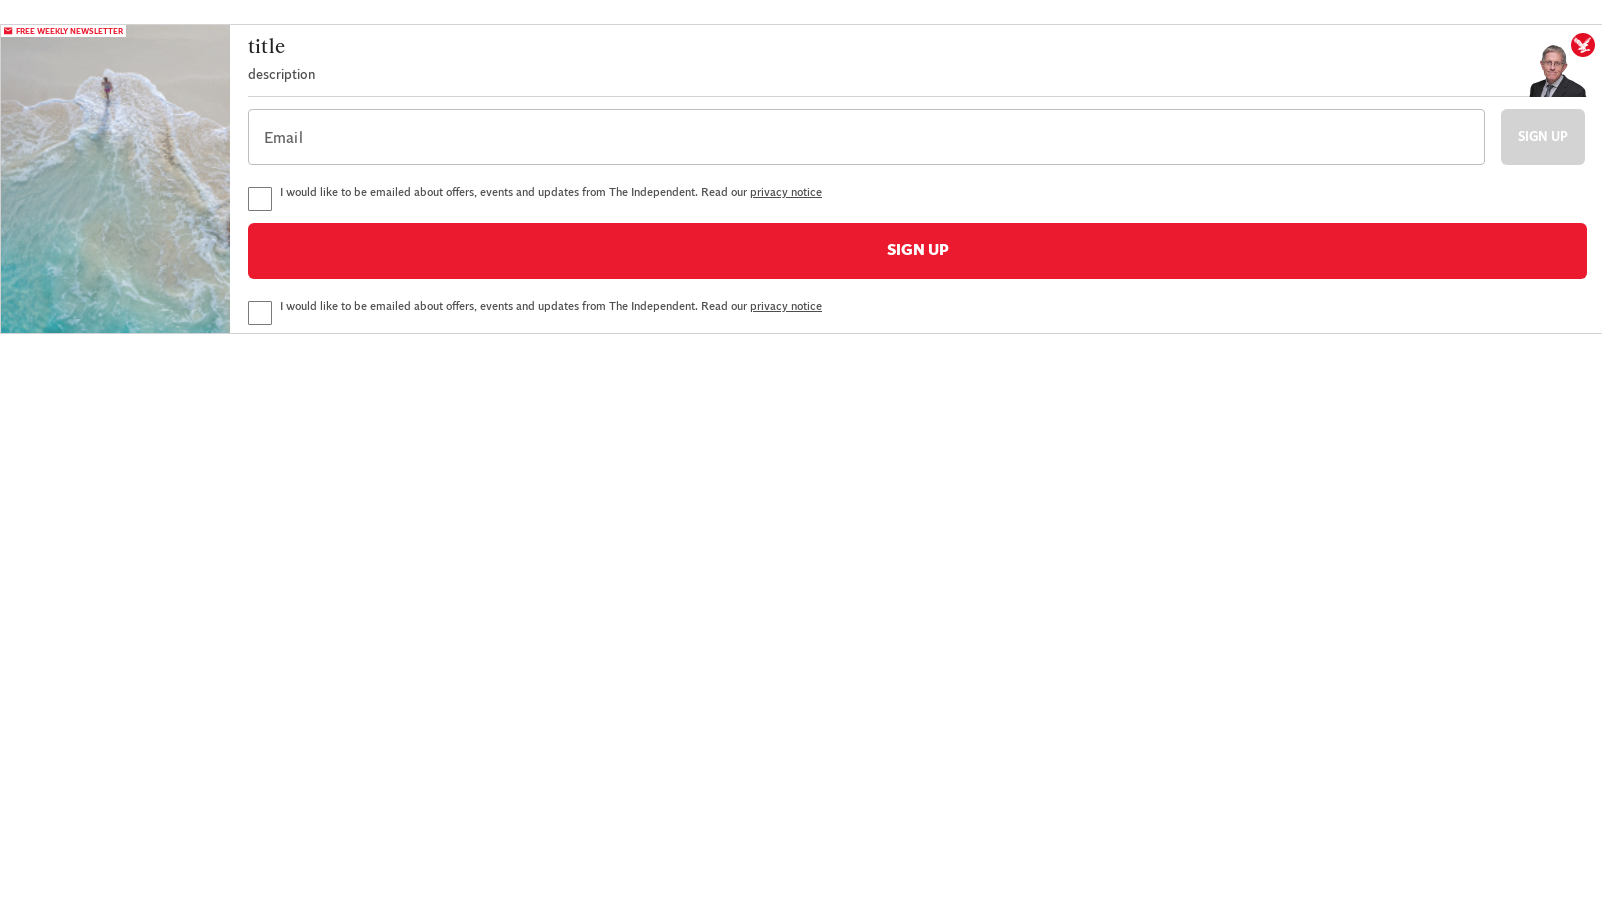 FREE WEEKLY NEWSLETTER
title
description
Email
SIGN UP
I would like to be emailed about offers, events and updates from The Independent. Read our privacy notice
SIGN UP
I would like to be emailed about offers, events and updates from The Independent. Read our privacy notice